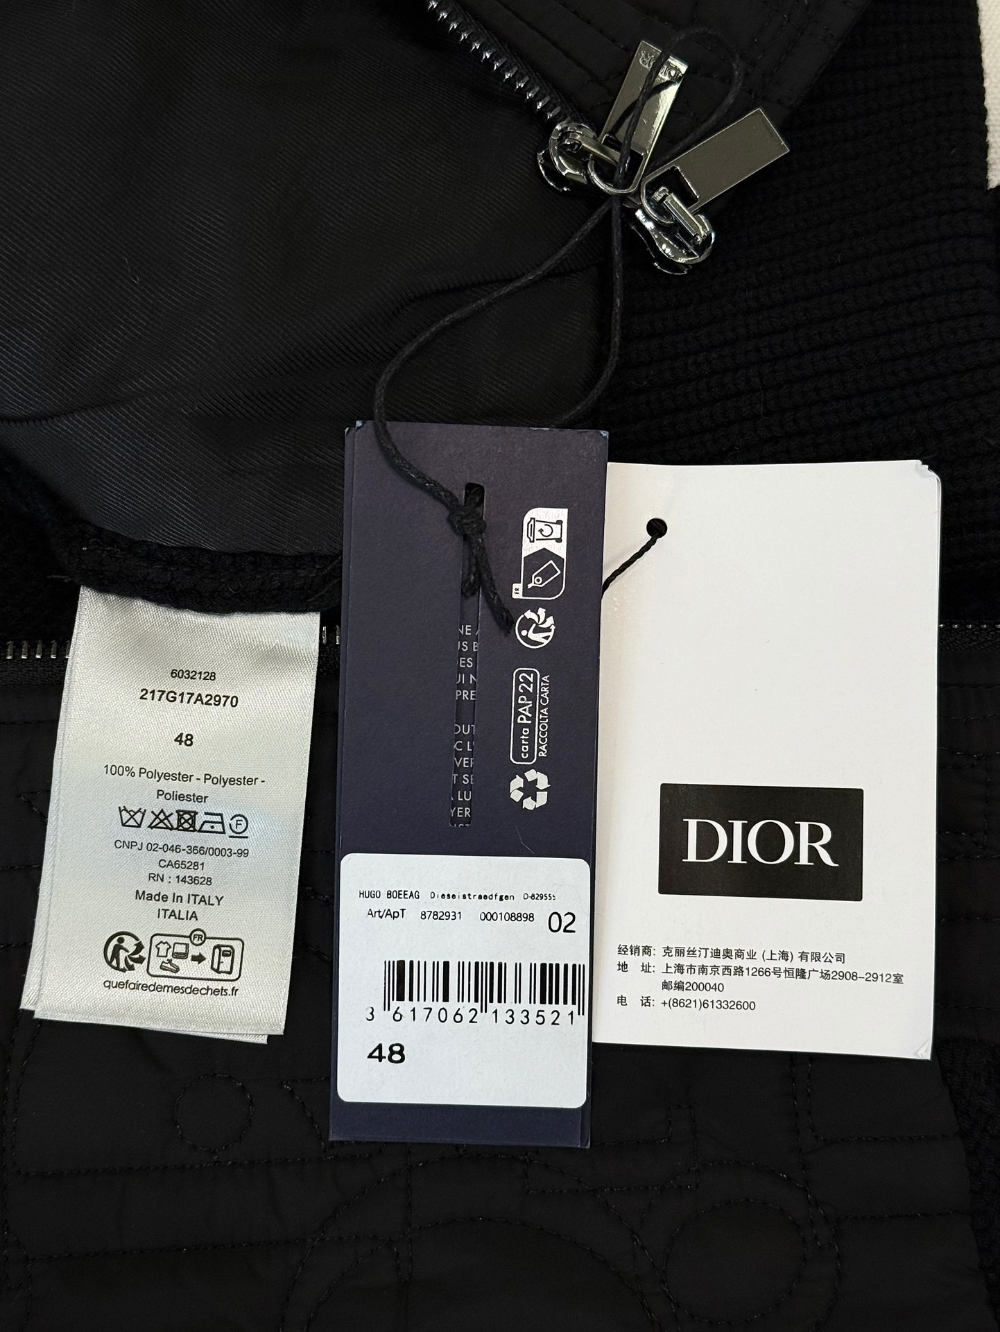 6032128
217G17A2970
48
100% Polyester - Polyester -
Poliester
F
CNPJ 02-046-366/0003-99
CA65281
RN : 143628
Made In ITALY
ITALIA
FR
quefairedemesdechets.fr
FR
carta PAP 22
RACCOLTA CARTA
HUGO BOEEAG
Art/ApT 8782931 000108898 02
3 617062 133521
48
DIOR
经销商: 克丽丝汀迪奥商业 (上海) 有限公司
地 址: 上海市南京西路1266号恒隆广场2908-2912室
邮编200040
电 话: +(8621)61332600